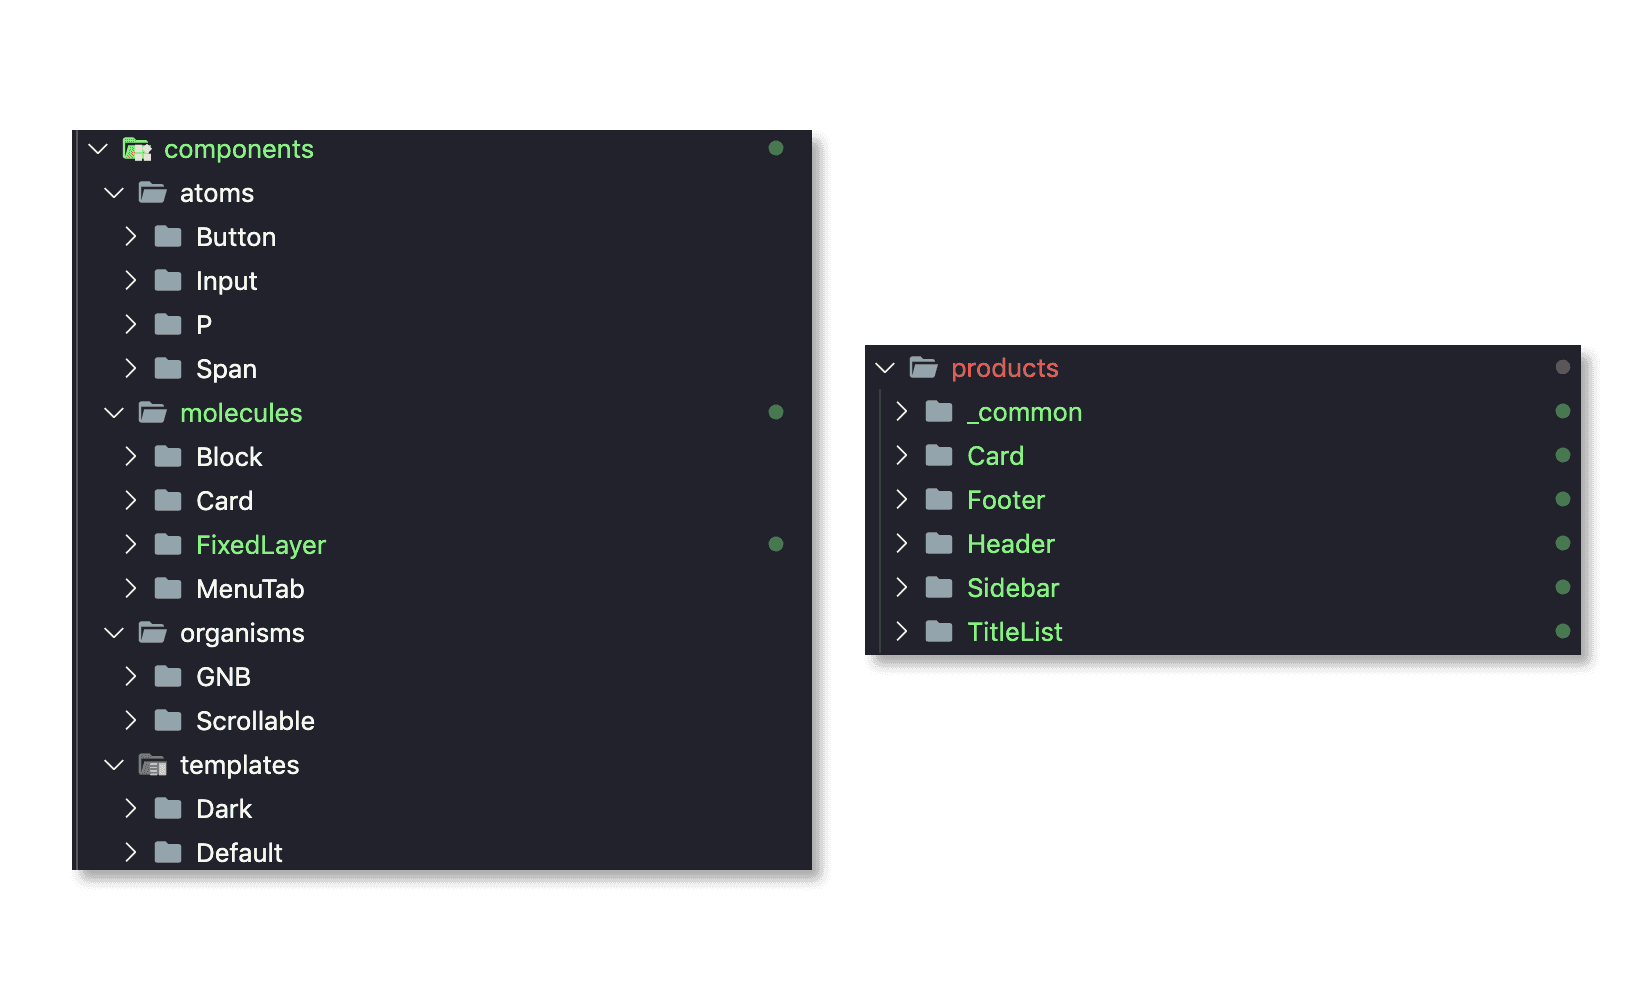 components
atoms
Button
Input
P
Span
molecules
Block
Card
FixedLayer
MenuTab
organisms
GNB
Scrollable
templates
Dark
Default
products
_common
Card
Footer
Header
Sidebar
TitleList